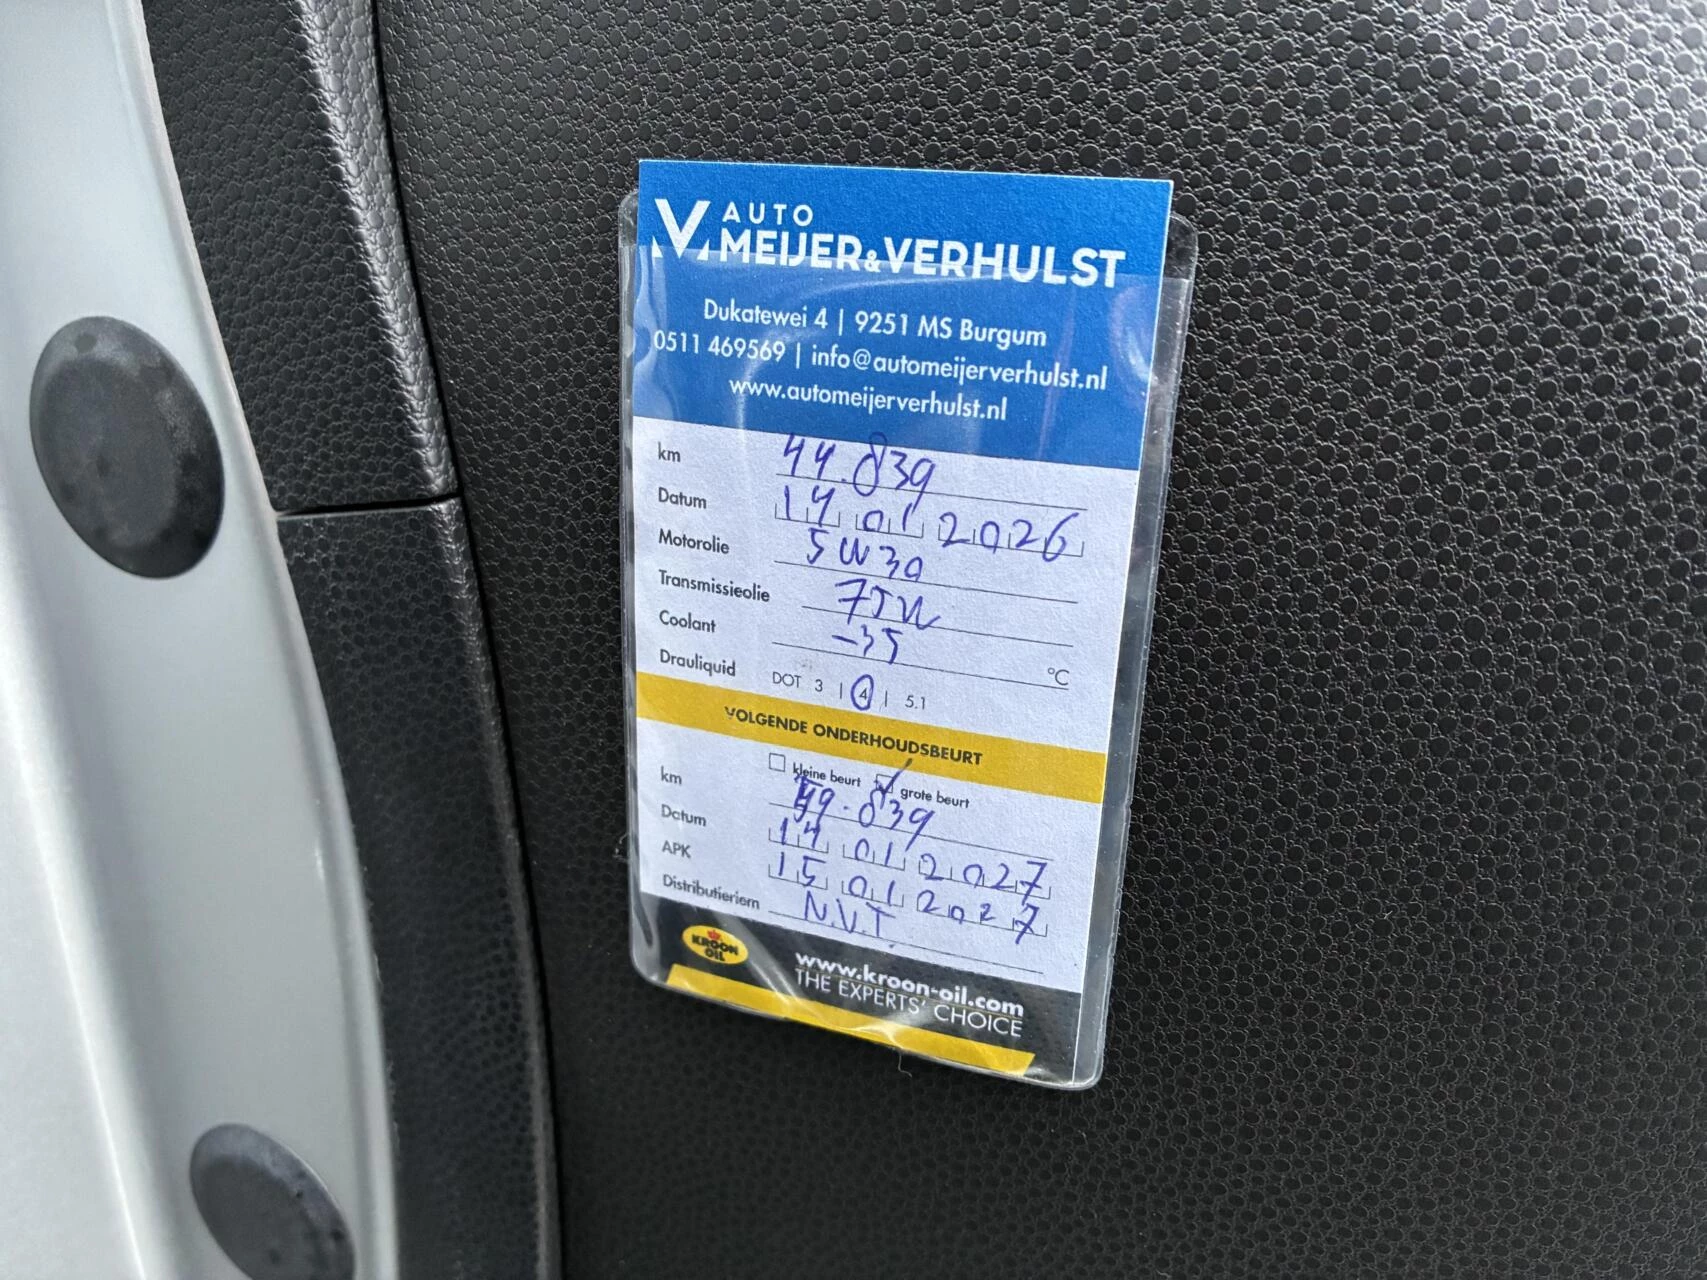 AUTO
MEIJER&VERHULST
Dukatewei 4 | 9251 MS Burgum
0511 469569 | info@automeijerverhulst.nl
www.automeijerverhulst.nl
km 44.839
Datum 14 01 2026
Motorolie 5W30
Transmissieolie
Coolant -35 °C
Drauliquid DOT 3 | 4 | 5.1
VOLGENDE ONDERHOUDSBEURT
kleine beurt grote beurt
km
Datum 14 01 2027
APK 15 01 2027
Distributieriem N.V.T.
KROON OIL
www.kroon-oil.com
THE EXPERTS' CHOICE